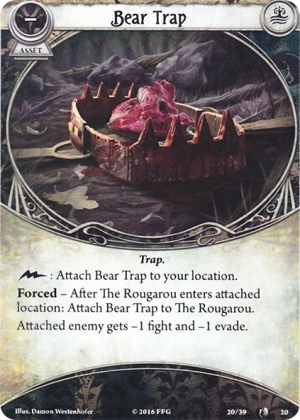 Bear Trap
–
ASSET
Trap.
: Attach Bear Trap to your location.
Forced – After The Rougarou enters attached
location: Attach Bear Trap to The Rougarou.
Attached enemy gets -1 fight and -1 evade.
Illus. Damon Westenhofer
© 2016 FFG
20/39
20